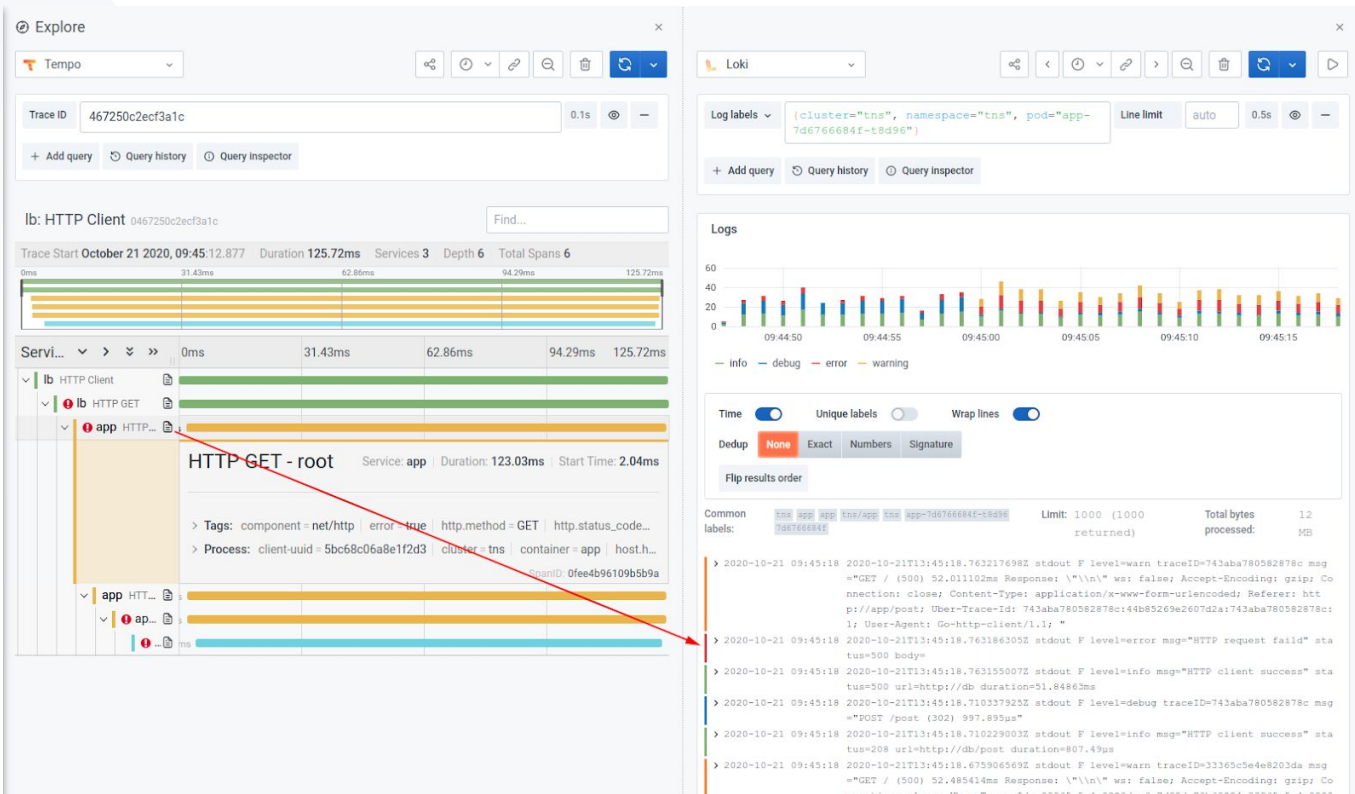 Explore
Tempo
Trace ID 467250c2ecf3a1c 0.1s
+ Add query Query history Query inspector
lb: HTTP Client 0467250c2ecf3a1c Find...
Trace Start October 21 2020, 09:45:12.877 Duration 125.72ms Services 3 Depth 6 Total Spans 6
0ms 31.43ms 62.86ms 94.29ms 125.72ms
Servi... 0ms 31.43ms 62.86ms 94.29ms 125.72ms
lb HTTP Client
lb HTTP GET
app HTTP...
HTTP GET - root Service: app Duration: 123.03ms Start Time: 2.04ms
Tags: component = net/http error = true http.method = GET http.status_code...
Process: client-uuid = 5bc68c06a8e1f2d3 cluster = tns container = app host.h...
SpanID: 0fee4b96109b5b9a
app HTT...
ap...
... ms
Loki
Log labels {cluster="tns", namespace="tns", pod="app-
7d6766684f-t8d96"} Line limit auto 0.5s
+ Add query Query history Query inspector
Logs
60
40
20
0
09:44:50 09:44:55 09:45:00 09:45:05 09:45:10 09:45:15
info debug error warning
Time Unique labels Wrap lines
Dedup None Exact Numbers Signature
Flip results order
Common tns app app tns/app tns app-7d6766684f-t8d96 Limit: 1000 (1000 Total bytes 12
labels: 7d6766684f returned) processed: MB
> 2020-10-21 09:45:18 2020-10-21T13:45:18.763217698Z stdout F level=warn traceID=743aba780582878c msg
="GET / (500) 52.011102ms Response: \"\\n\" ws: false; Accept-Encoding: gzip; Co
nnection: close; Content-Type: application/x-www-form-urlencoded; Referer: htt
p://app/post; Uber-Trace-Id: 743aba780582878c:44b85269e2607d2a:743aba780582878c:
1; User-Agent: Go-http-client/1.1; "
> 2020-10-21 09:45:18 2020-10-21T13:45:18.763186305Z stdout F level=error msg="HTTP request faild" sta
tus=500 body=
> 2020-10-21 09:45:18 2020-10-21T13:45:18.763155007Z stdout F level=info msg="HTTP client success" sta
tus=500 url=http://db duration=51.84863ms
> 2020-10-21 09:45:18 2020-10-21T13:45:18.710337925Z stdout F level=debug traceID=743aba780582878c msg
="POST /post (302) 997.895µs"
> 2020-10-21 09:45:18 2020-10-21T13:45:18.710229003Z stdout F level=info msg="HTTP client success" sta
tus=208 url=http://db/post duration=807.49µs
> 2020-10-21 09:45:18 2020-10-21T13:45:18.675906569Z stdout F level=warn traceID=33365c5e4e8203da msg
="GET / (500) 52.485414ms Response: \"\\n\" ws: false; Accept-Encoding: gzip; Co